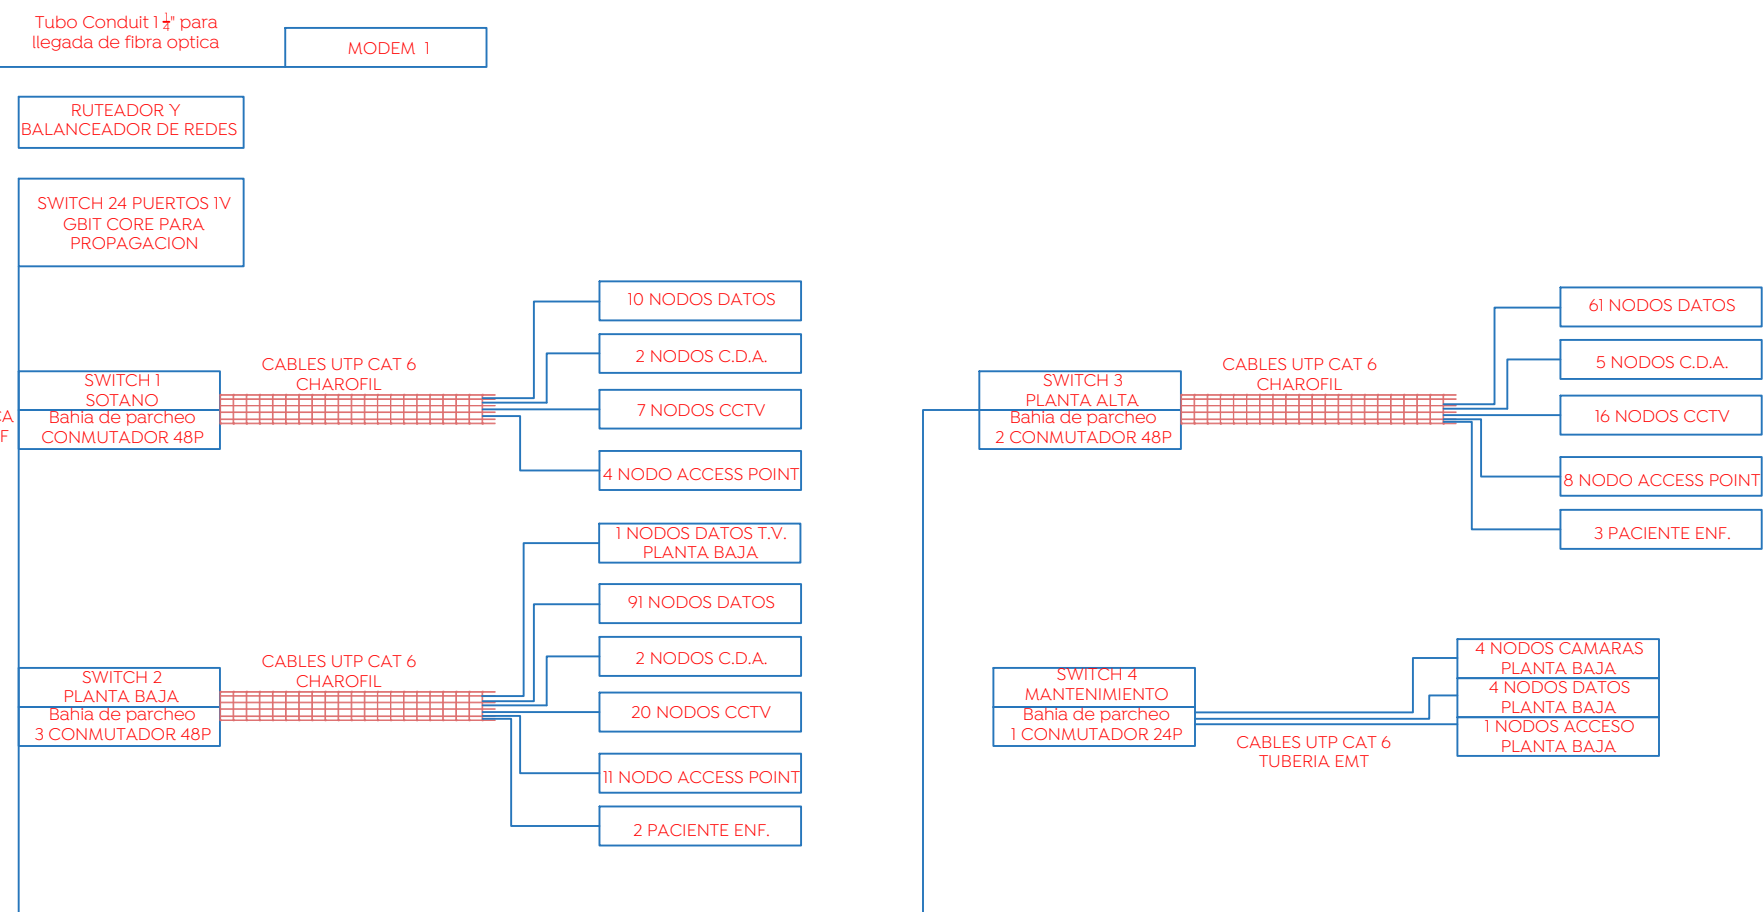 Tubo Conduit 1 1/4" para
llegada de fibra optica
MODEM 1
RUTEADOR Y
BALANCEADOR DE REDES
SWITCH 24 PUERTOS 1V
GBIT CORE PARA
PROPAGACION
SWITCH 1
SOTANO
Bahia de parcheo
CONMUTADOR 48P
CA
F
CABLES UTP CAT 6
CHAROFIL
10 NODOS DATOS
2 NODOS C.D.A.
7 NODOS CCTV
4 NODO ACCESS POINT
SWITCH 2
PLANTA BAJA
Bahia de parcheo
3 CONMUTADOR 48P
CABLES UTP CAT 6
CHAROFIL
1 NODOS DATOS T.V.
PLANTA BAJA
91 NODOS DATOS
2 NODOS C.D.A.
20 NODOS CCTV
11 NODO ACCESS POINT
2 PACIENTE ENF.
SWITCH 3
PLANTA ALTA
Bahia de parcheo
2 CONMUTADOR 48P
CABLES UTP CAT 6
CHAROFIL
61 NODOS DATOS
5 NODOS C.D.A.
16 NODOS CCTV
8 NODO ACCESS POINT
3 PACIENTE ENF.
SWITCH 4
MANTENIMIENTO
Bahia de parcheo
1 CONMUTADOR 24P
CABLES UTP CAT 6
TUBERIA EMT
4 NODOS CAMARAS
PLANTA BAJA
4 NODOS DATOS
PLANTA BAJA
1 NODOS ACCESO
PLANTA BAJA